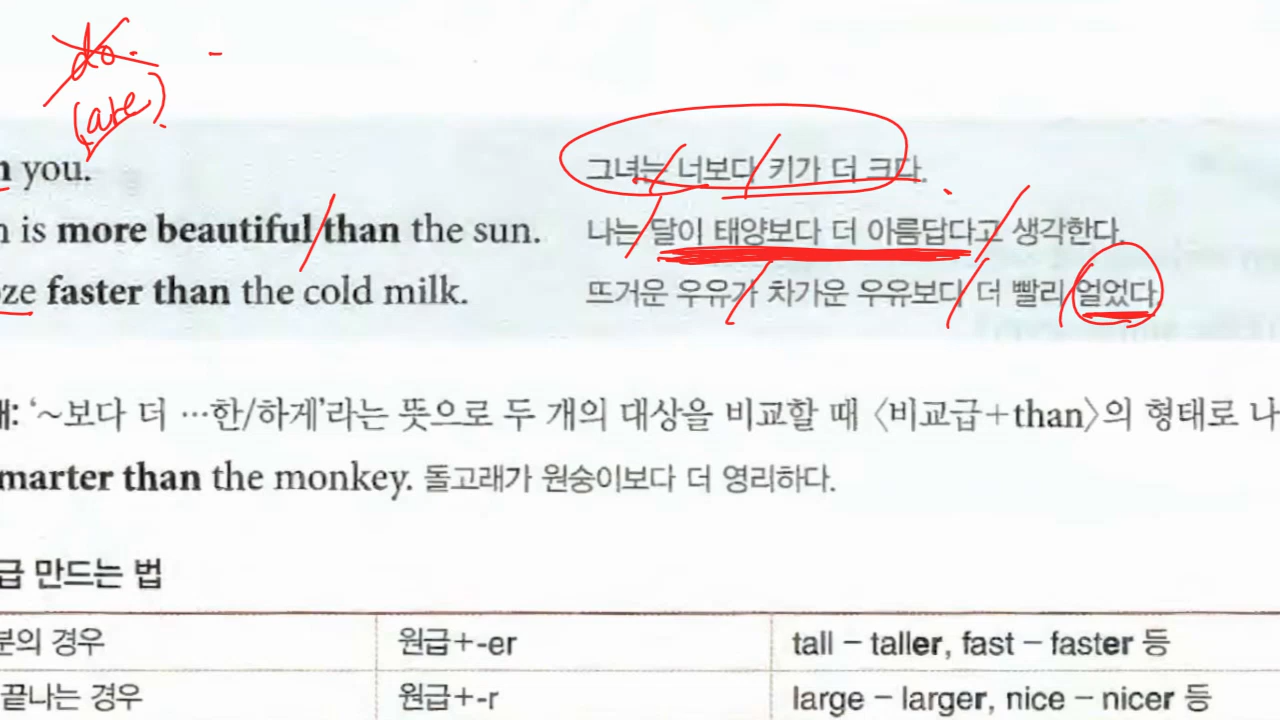 do.
(are)
n you. 그녀는 너보다 키가 더 크다.
n is more beautiful than the sun. 나는 달이 태양보다 더 아름답다고 생각한다.
oze faster than the cold milk. 뜨거운 우유가 차가운 우유보다 더 빨리 얼었다.
: '~보다 더 …한/하게'라는 뜻으로 두 개의 대상을 비교할 때 〈비교급+than〉의 형태로 나
marter than the monkey. 돌고래가 원숭이보다 더 영리하다.
급 만드는 법
분의 경우 원급+-er tall – taller, fast – faster 등
끝나는 경우 원급+-r large – larger, nice – nicer 등